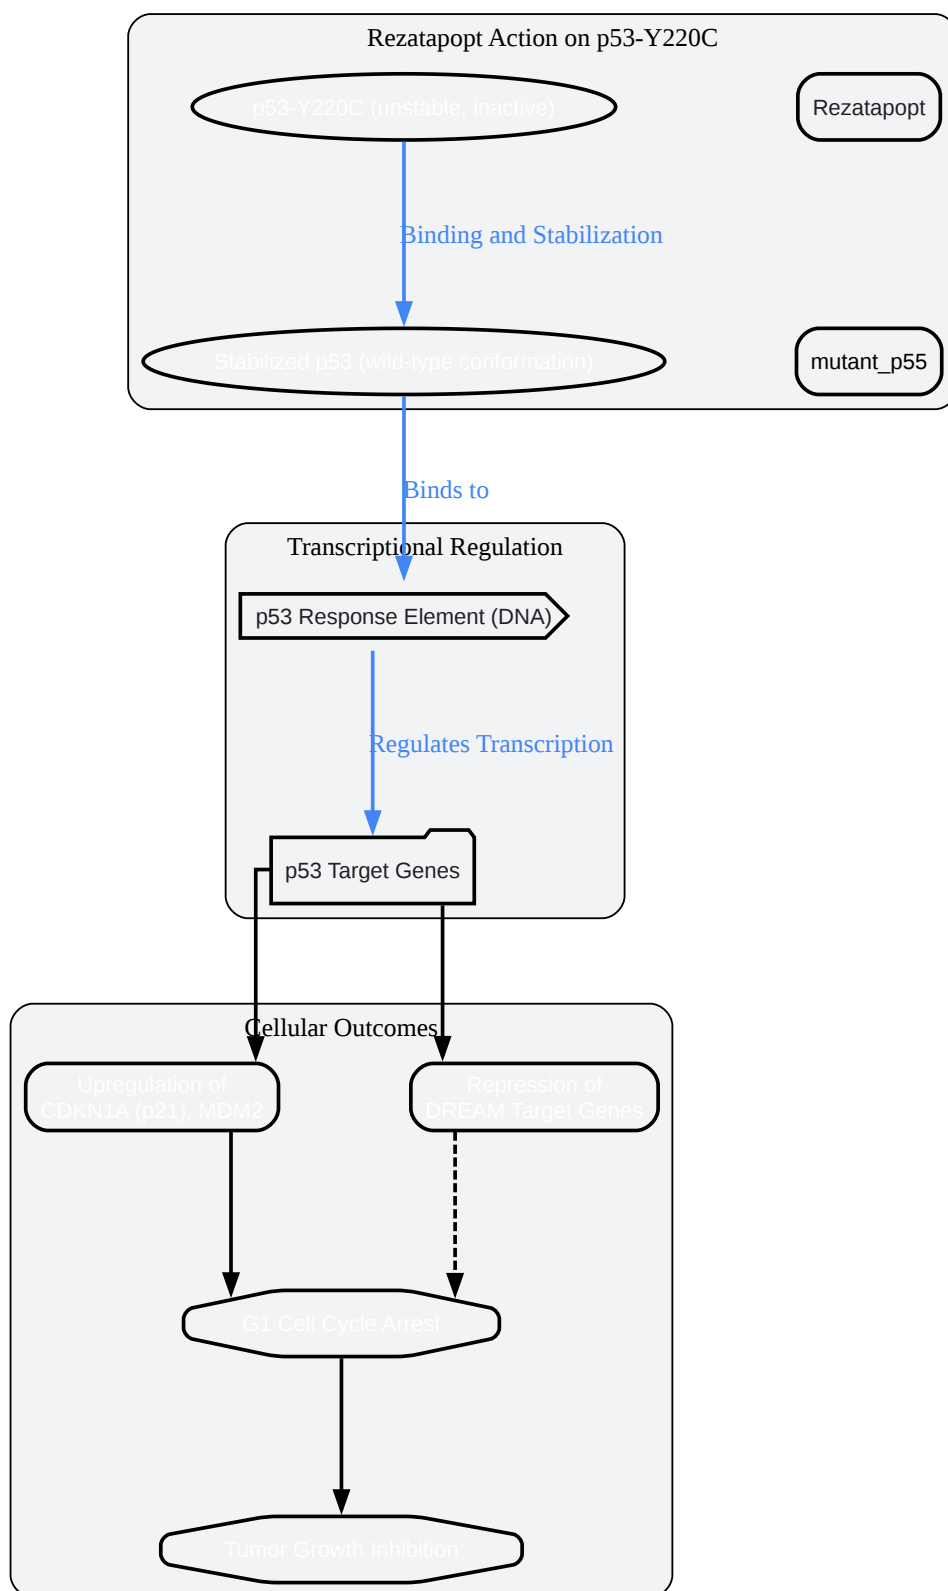 Rezatapopt Action on p53-Y220C
p53-Y220C (unstable, inactive)
Rezatapopt
Binding and Stabilization
Stabilized p53 (wild-type conformation)
mutant_p55
Binds to
Transcriptional Regulation
p53 Response Element (DNA)
Regulates Transcription
p53 Target Genes
Cellular Outcomes
Upregulation of
CDKN1A (p21), MDM2
Repression of
DREAM Target Genes
G1 Cell Cycle Arrest
Tumor Growth Inhibition